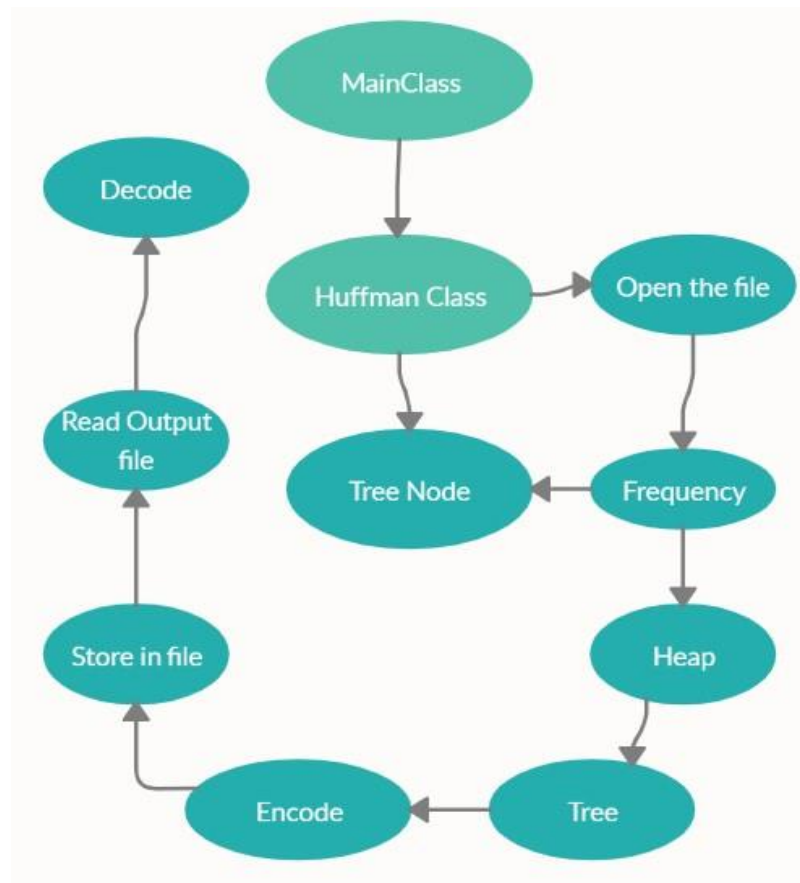 MainClass
Decode
Huffman Class
Open the file
Read Output
file
Tree Node
Frequency
Store in file
Heap
Encode
Tree